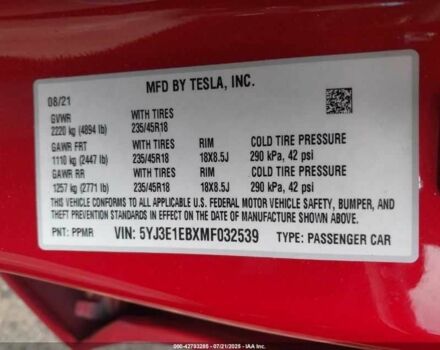 MFD BY TESLA, INC.
08/21
GVWR WITH TIRES
2220 kg (4894 lb) 235/45R18
GAWR FRT WITH TIRES RIM COLD TIRE PRESSURE
1110 kg (2447 lb) 235/45R18 18X8.5J 290 kPa, 42 psi
GAWR RR WITH TIRES RIM COLD TIRE PRESSURE
1257 kg (2771 lb) 235/45R18 18X8.5J 290 kPa, 42 psi
THIS VEHICLE CONFORMS TO ALL APPLICABLE
U.S. FEDERAL MOTOR VEHICLE SAFETY, BUMPER, AND
THEFT PREVENTION STANDARDS IN EFFECT ON THE DATE
OF MANUFACTURE SHOWN ABOVE.
PNT: PPMR VIN: 5YJ3E1EBXMF032539 TYPE: PASSENGER CAR
000-42793285 - 07/21/2025 - IAA Inc.